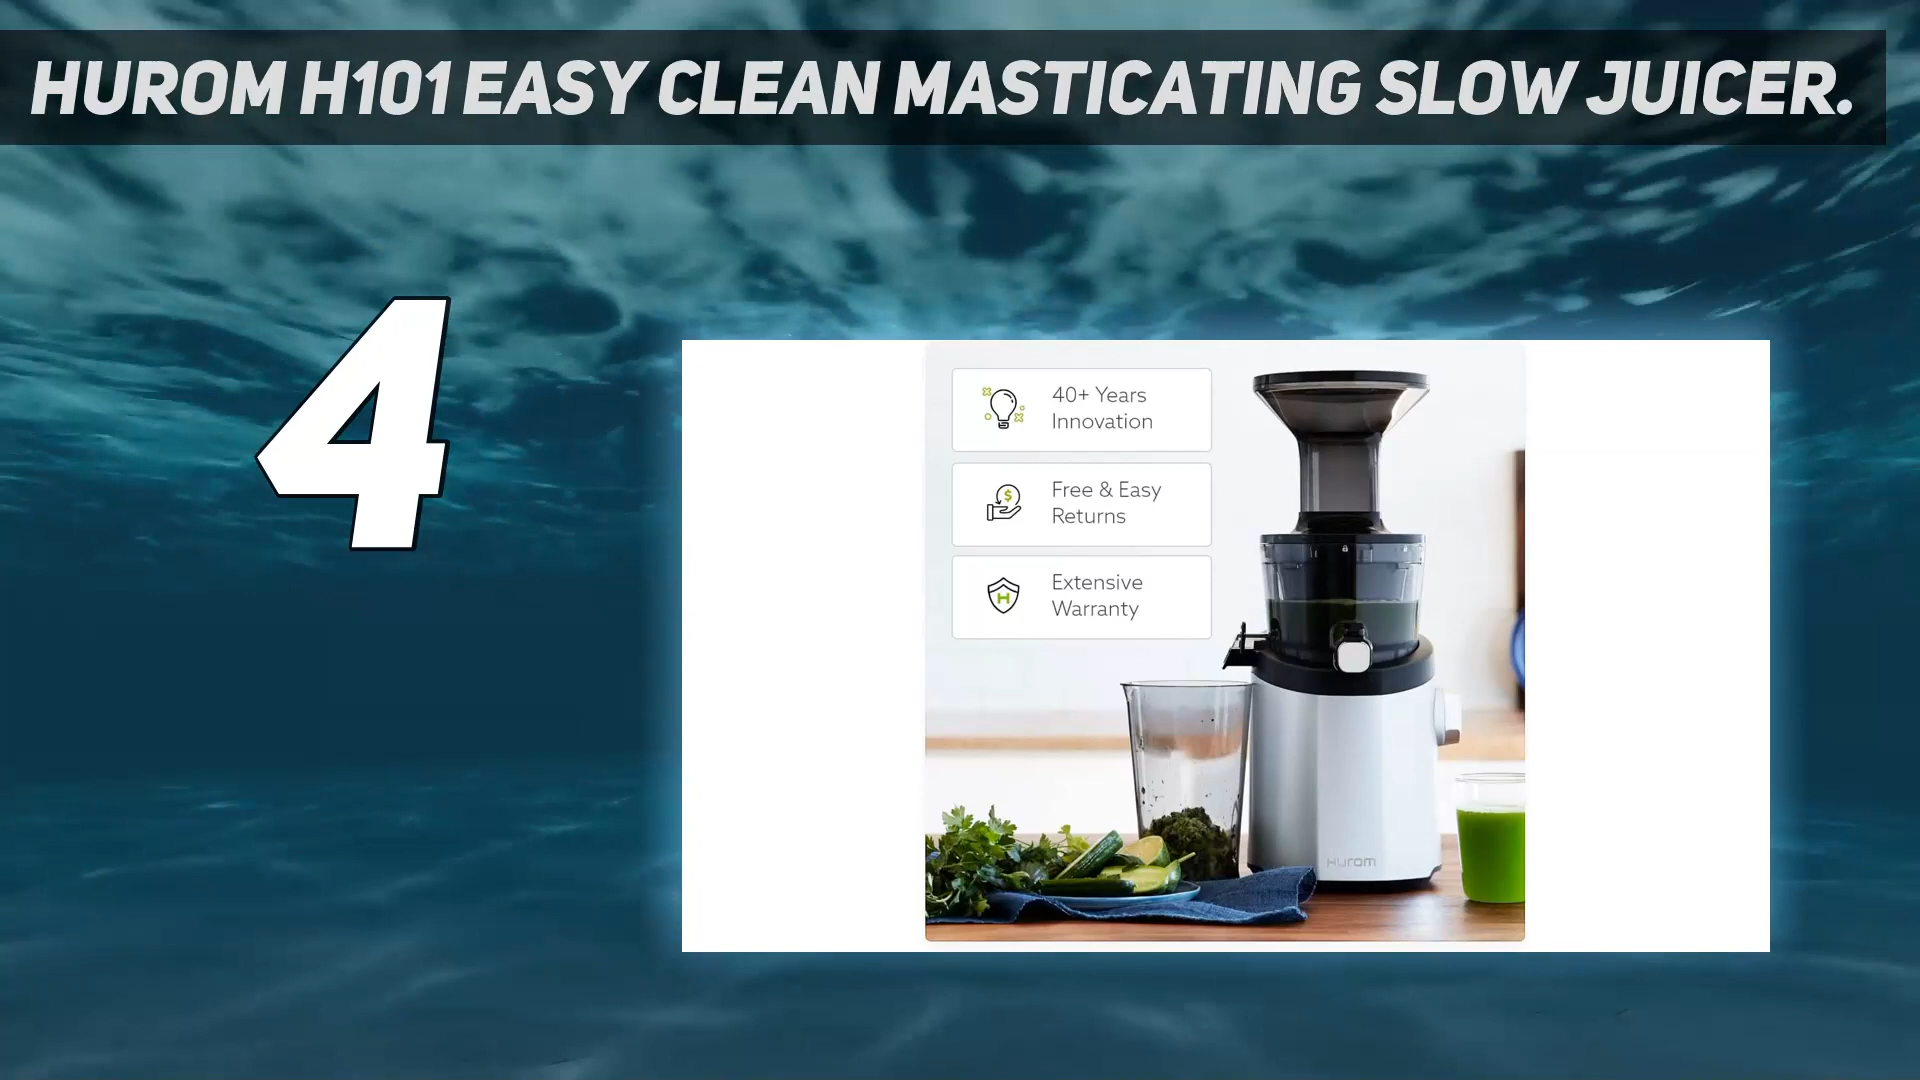 HUROM H101 EASY CLEAN MASTICATING SLOW JUICER.
4
40+ Years
Innovation
Free & Easy
Returns
Extensive
Warranty
Hurom